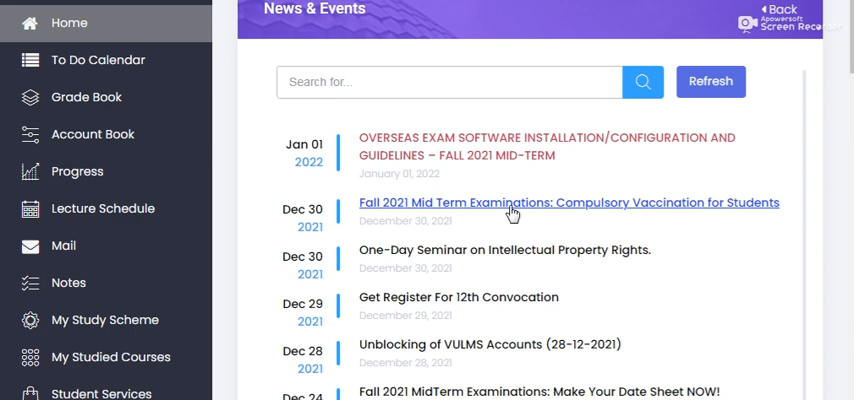 Home
To Do Calendar
Grade Book
Account Book
Progress
Lecture Schedule
Mail
Notes
My Study Scheme
My Studied Courses
Student Services
News & Events
Back
Apowersoft
Screen Recorder
Search for...
Refresh
Jan 01
2022
OVERSEAS EXAM SOFTWARE INSTALLATION/CONFIGURATION AND
GUIDELINES – FALL 2021 MID-TERM
January 01, 2022
Dec 30
2021
Fall 2021 Mid Term Examinations: Compulsory Vaccination for Students
December 30, 2021
Dec 30
2021
One-Day Seminar on Intellectual Property Rights.
December 30, 2021
Dec 29
2021
Get Register For 12th Convocation
December 29, 2021
Dec 28
2021
Unblocking of VULMS Accounts (28-12-2021)
December 28, 2021
Dec 24
Fall 2021 MidTerm Examinations: Make Your Date Sheet NOW!